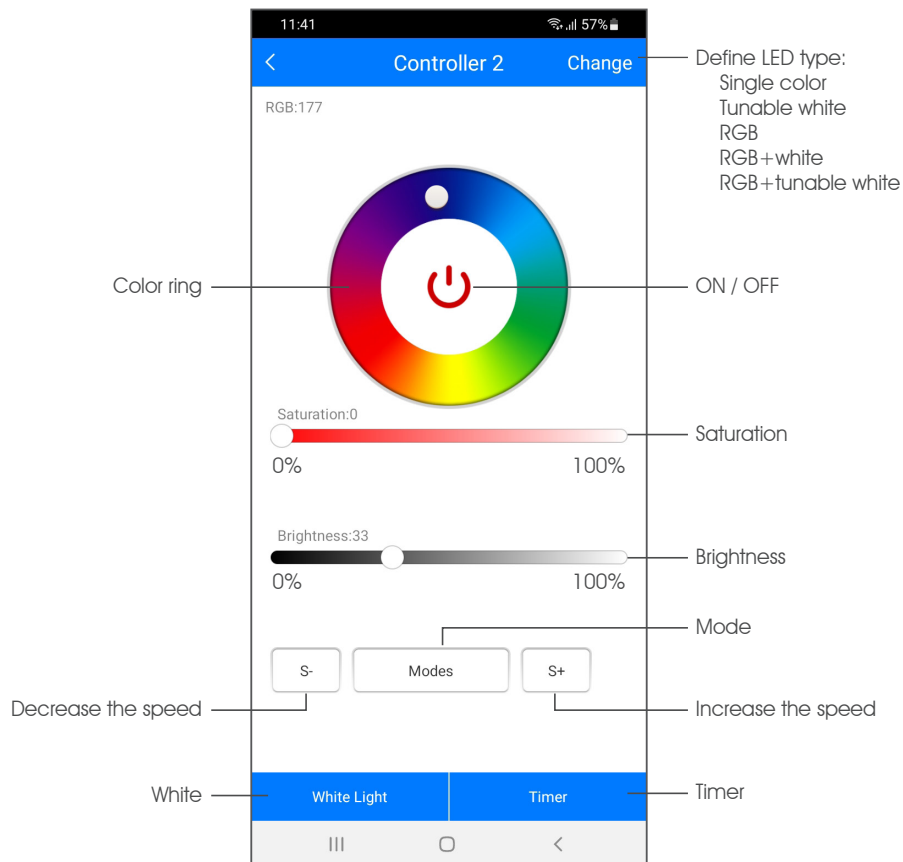 11:41
57%
Controller 2
Change
Define LED type:
Single color
Tunable white
RGB
RGB+white
RGB+tunable white
RGB:177
Color ring
ON / OFF
Saturation:0
Saturation
0%
100%
Brightness:33
Brightness
0%
100%
Mode
S-
Modes
S+
Decrease the speed
Increase the speed
White
White Light
Timer
Timer